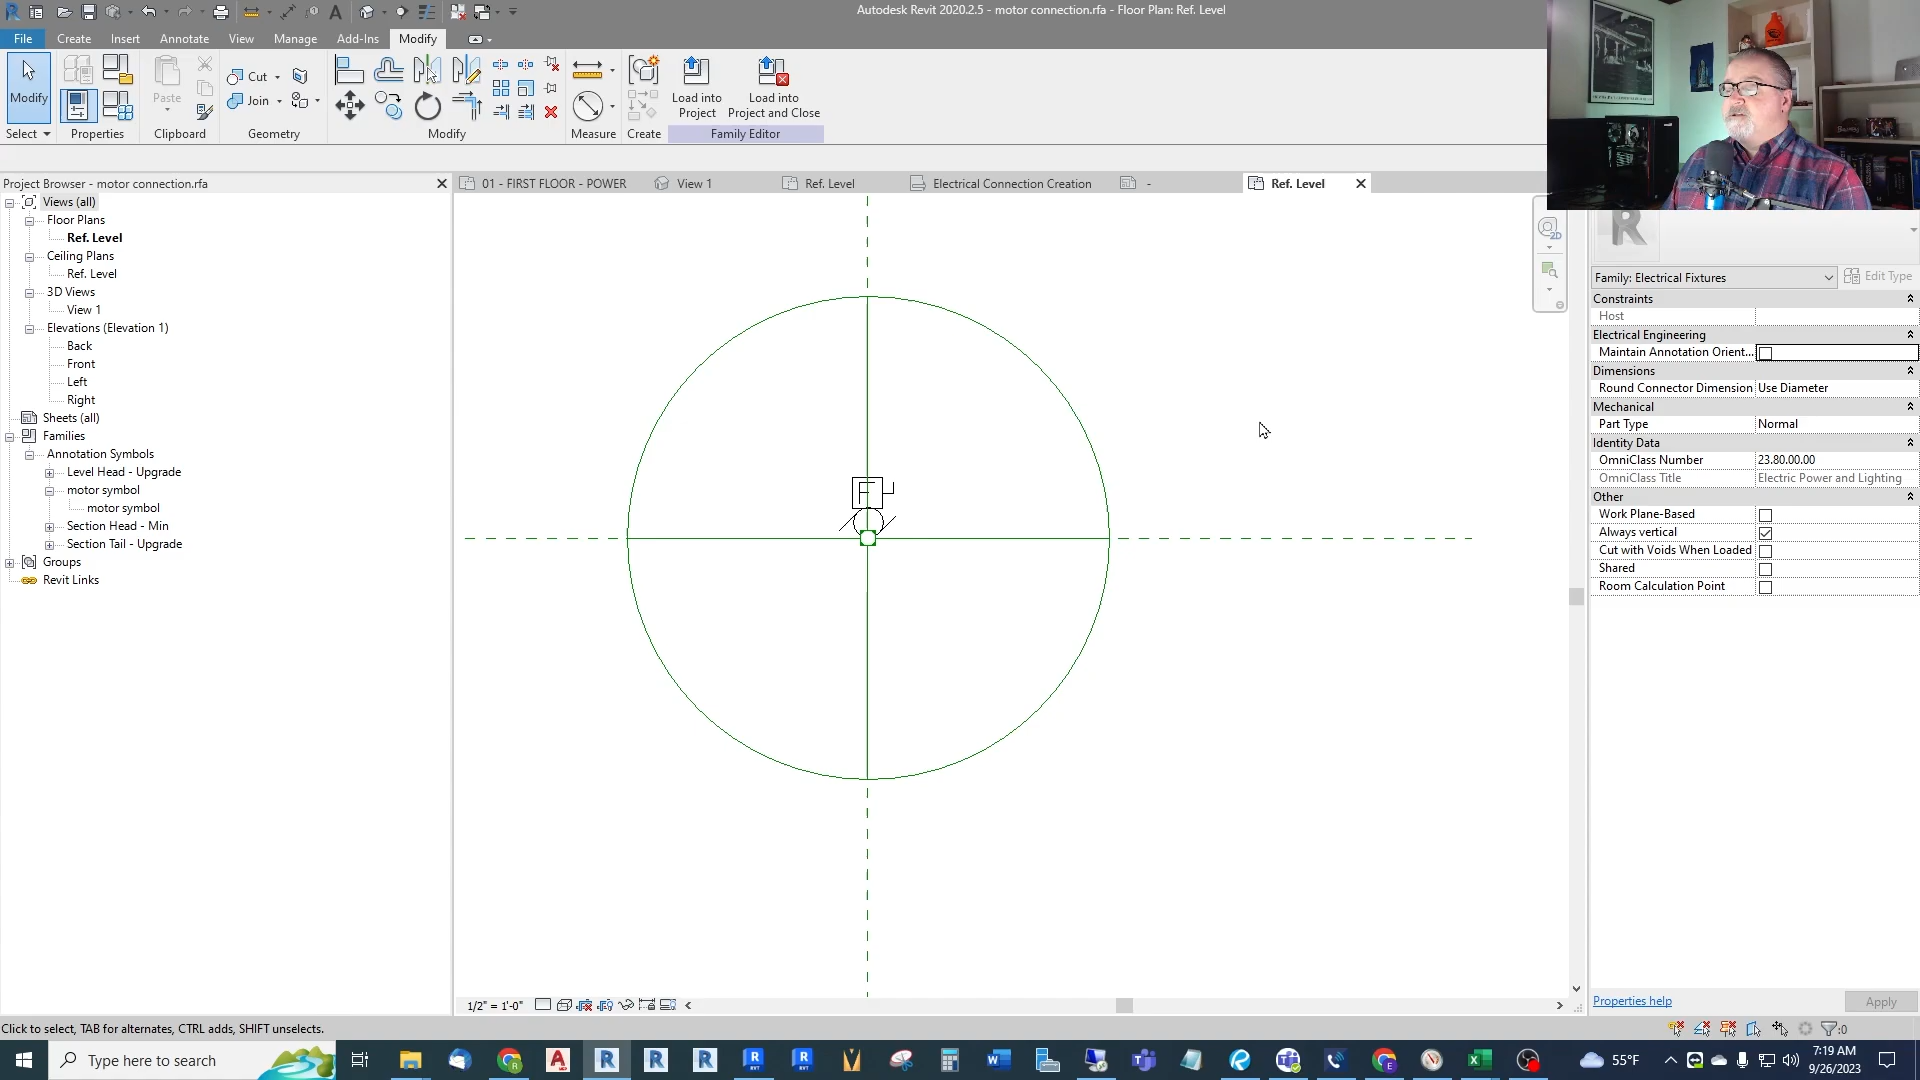 Autodesk Revit 2020.2.5 - motor connection.rfa - Floor Plan: Ref. Level
File Create Insert Annotate View Manage Add-Ins Modify
Modify
Paste
Cut
Join
Load into Project
Load into Project and Close
Select Properties Clipboard Geometry Modify Measure Create Family Editor
Project Browser - motor connection.rfa
01 - FIRST FLOOR - POWER View 1 Ref. Level Electrical Connection Creation - Ref. Level
Views (all)
Floor Plans
Ref. Level
Ceiling Plans
Ref. Level
3D Views
View 1
Elevations (Elevation 1)
Back
Front
Left
Right
Sheets (all)
Families
Annotation Symbols
Level Head - Upgrade
motor symbol
motor symbol
Section Head - Min
Section Tail - Upgrade
Groups
Revit Links
2D
R
Family: Electrical Fixtures Edit Type
Constraints
Host
Electrical Engineering
Maintain Annotation Orient...
Dimensions
Round Connector Dimension Use Diameter
Mechanical
Part Type Normal
Identity Data
OmniClass Number 23.80.00.00
OmniClass Title Electric Power and Lighting
Other
Work Plane-Based
Always vertical
Cut with Voids When Loaded
Shared
Room Calculation Point
Properties help Apply
1/2" = 1'-0"
Click to select, TAB for alternates, CTRL adds, SHIFT unselects.
:0
Type here to search
55°F
7:19 AM
9/26/2023